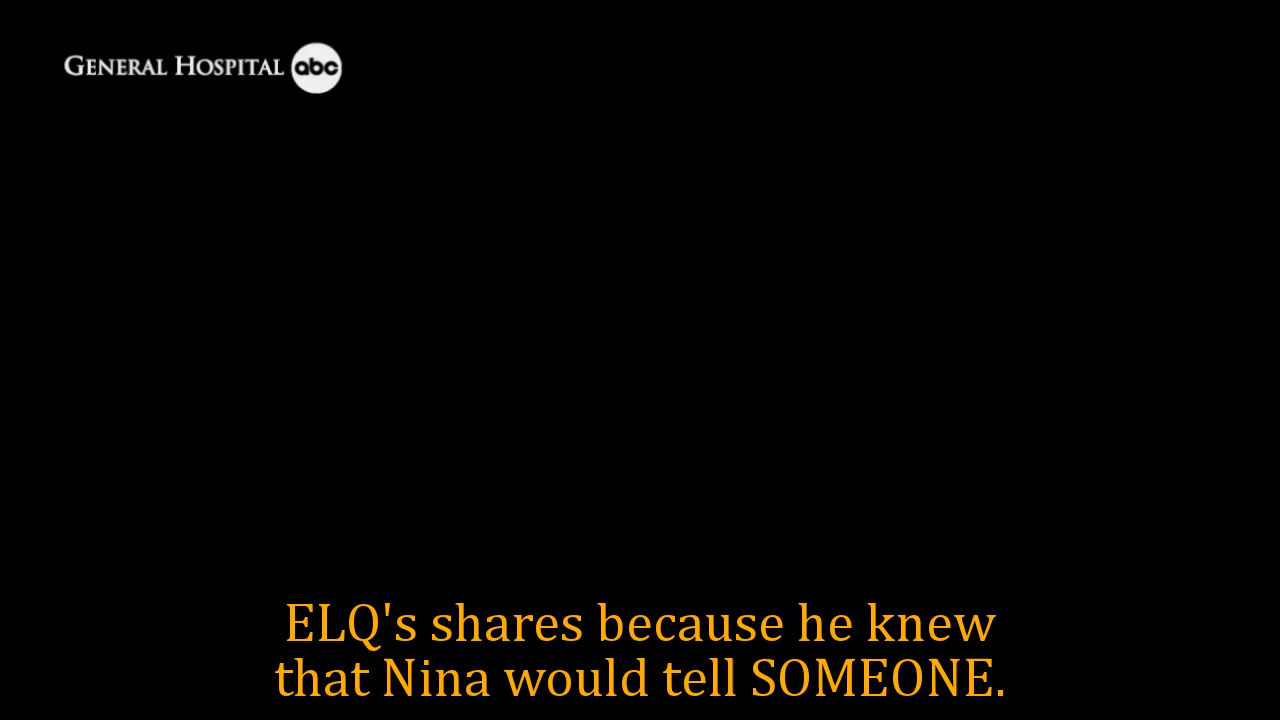 GENERAL HOSPITAL abc
ELQ's shares because he knew
that Nina would tell SOMEONE.